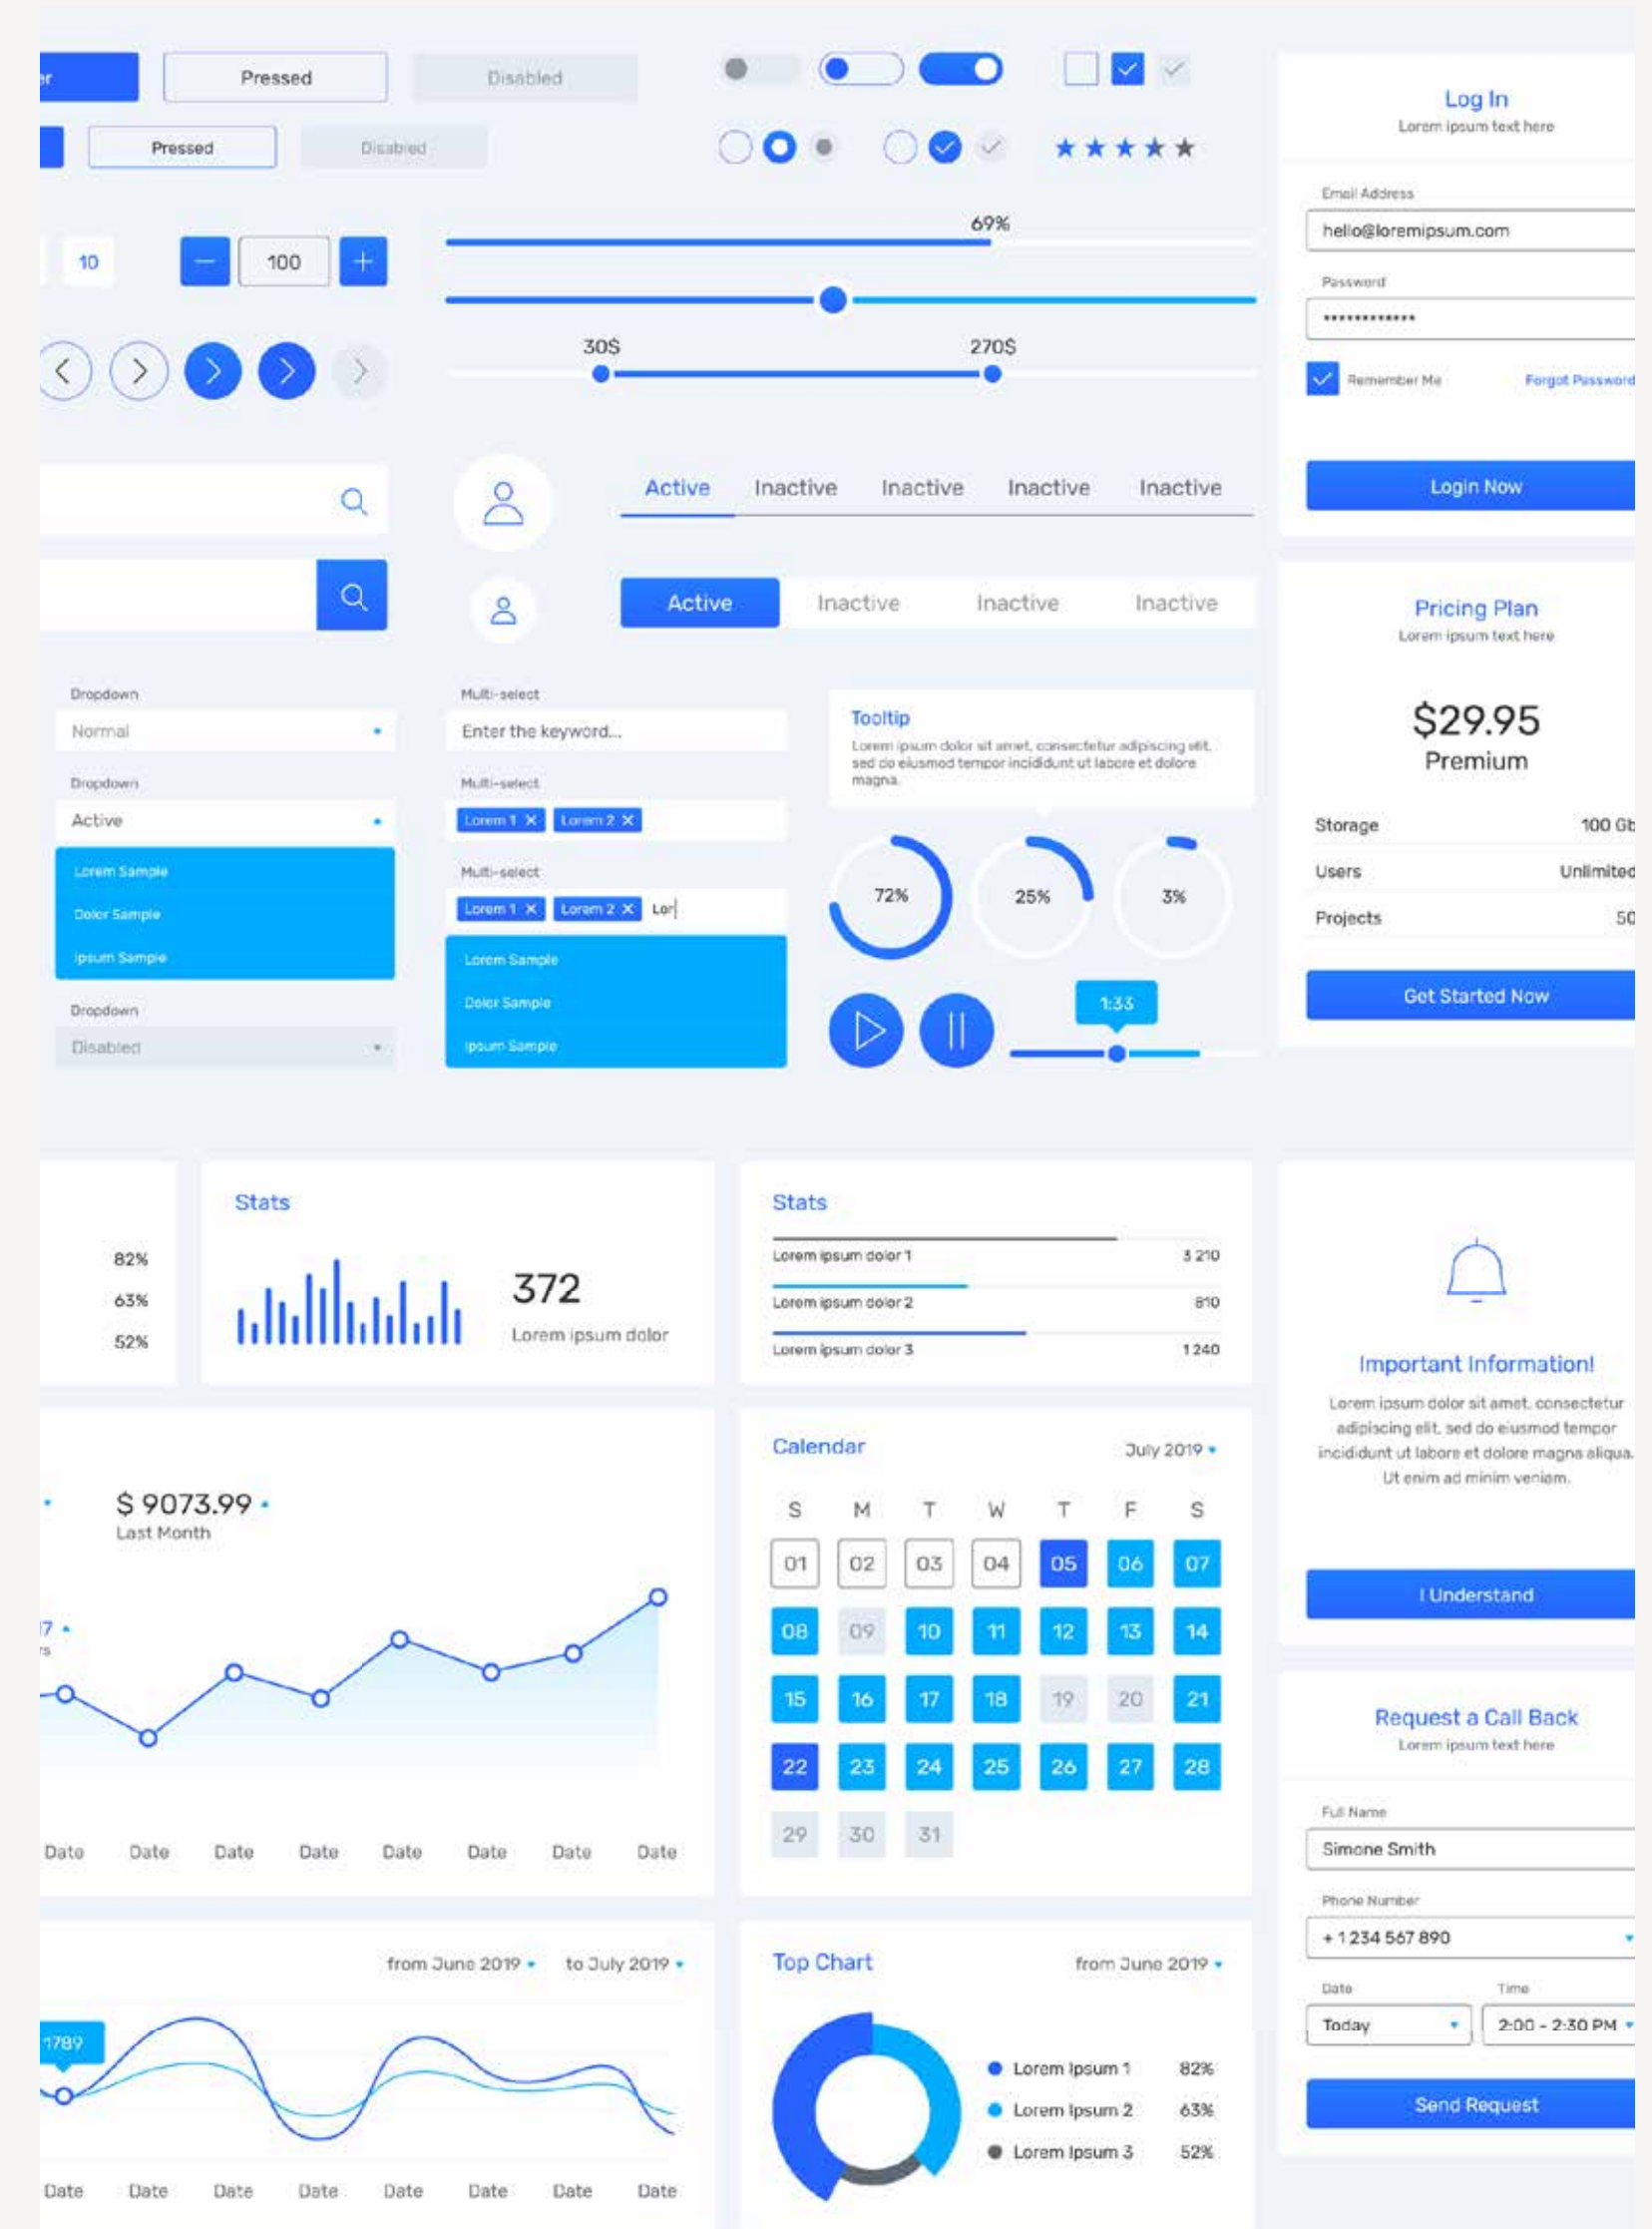 er
Pressed
Disabled
Pressed
Disabled
10
100
69%
30$
270$
Log In
Lorem ipsum text here
Email Address
hello@loremipsum.com
Password
************
Remember Me
Forgot Password
Login Now
Active
Inactive
Inactive
Inactive
Inactive
Active
Inactive
Inactive
Inactive
Pricing Plan
Lorem ipsum text here
$29.95
Premium
Storage
100 Gb
Users
Unlimited
Projects
50
Get Started Now
Dropdown
Normal
Dropdown
Active
Lorem Sample
Dolor Sample
Ipsum Sample
Dropdown
Disabled
Multi-select
Enter the keyword...
Multi-select
Lorem 1
Lorem 2
Multi-select
Lorem 1
Lorem 2
Lor
Lorem Sample
Dolor Sample
Ipsum Sample
Tooltip
Lorem ipsum dolor sit amet, consectetur adipiscing elit,
sed do eiusmod tempor incididunt ut labore et dolore
magna.
72%
25%
3%
1:33
82%
63%
52%
Stats
372
Lorem ipsum dolor
Stats
Lorem ipsum dolor 1
3 210
Lorem ipsum dolor 2
810
Lorem ipsum dolor 3
1 240
Important Information!
Lorem ipsum dolor sit amet, consectetur
adipiscing elit, sed do eiusmod tempor
incididunt ut labore et dolore magna aliqua.
Ut enim ad minim veniam.
I Understand
$ 9073.99
Last Month
Date Date Date Date Date Date Date Date
Calendar
July 2019
S M T W T F S
01 02 03 04 05 06 07
08 09 10 11 12 13 14
15 16 17 18 19 20 21
22 23 24 25 26 27 28
29 30 31
Request a Call Back
Lorem ipsum text here
Full Name
Simone Smith
Phone Number
+ 1 234 567 890
Date
Today
Time
2:00 - 2:30 PM
Send Request
from June 2019
to July 2019
1789
Date Date Date Date Date Date Date Date
Top Chart
from June 2019
Lorem Ipsum 1
82%
Lorem Ipsum 2
63%
Lorem Ipsum 3
52%